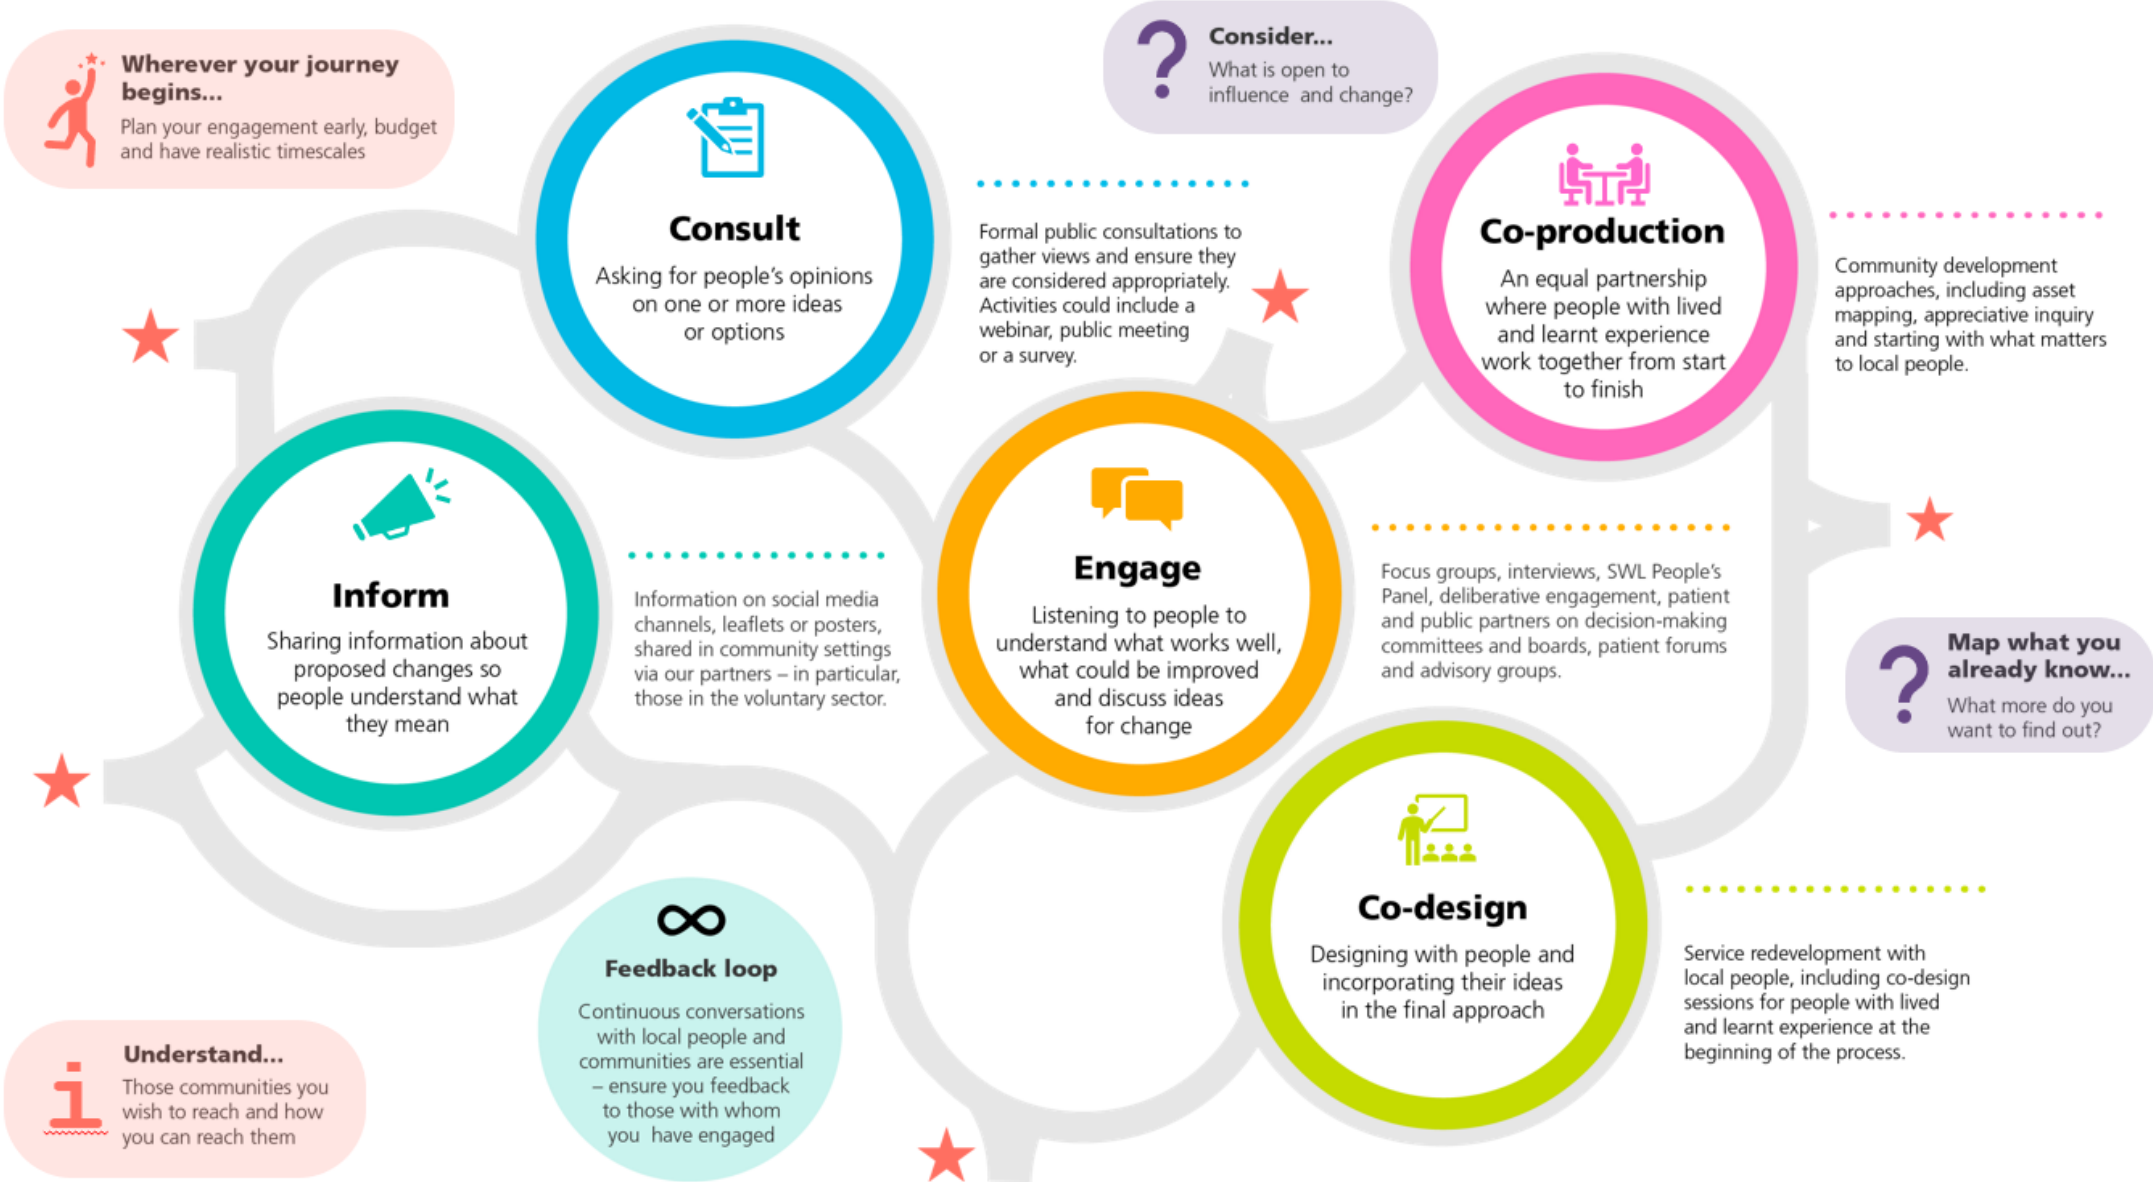 Wherever your journey
begins...
Plan your engagement early, budget
and have realistic timescales
Consult
Asking for people's opinions
on one or more ideas
or options
Formal public consultations to
gather views and ensure they
are considered appropriately.
Activities could include a
webinar, public meeting
or a survey.
Consider...
What is open to
influence and change?
Co-production
An equal partnership
where people with lived
and learnt experience
work together from start
to finish
Community development
approaches, including asset
mapping, appreciative inquiry
and starting with what matters
to local people.
Inform
Sharing information about
proposed changes so
people understand what
they mean
Information on social media
channels, leaflets or posters,
shared in community settings
via our partners – in particular,
those in the voluntary sector.
Engage
Listening to people to
understand what works well,
what could be improved
and discuss ideas
for change
Focus groups, interviews, SWL People's
Panel, deliberative engagement, patient
and public partners on decision-making
committees and boards, patient forums
and advisory groups.
Map what you
already know...
What more do you
want to find out?
Co-design
Designing with people and
incorporating their ideas
in the final approach
Service redevelopment with
local people, including co-design
sessions for people with lived
and learnt experience at the
beginning of the process.
Feedback loop
Continuous conversations
with local people and
communities are essential
– ensure you feedback
to those with whom
you have engaged
Understand...
Those communities you
wish to reach and how
you can reach them